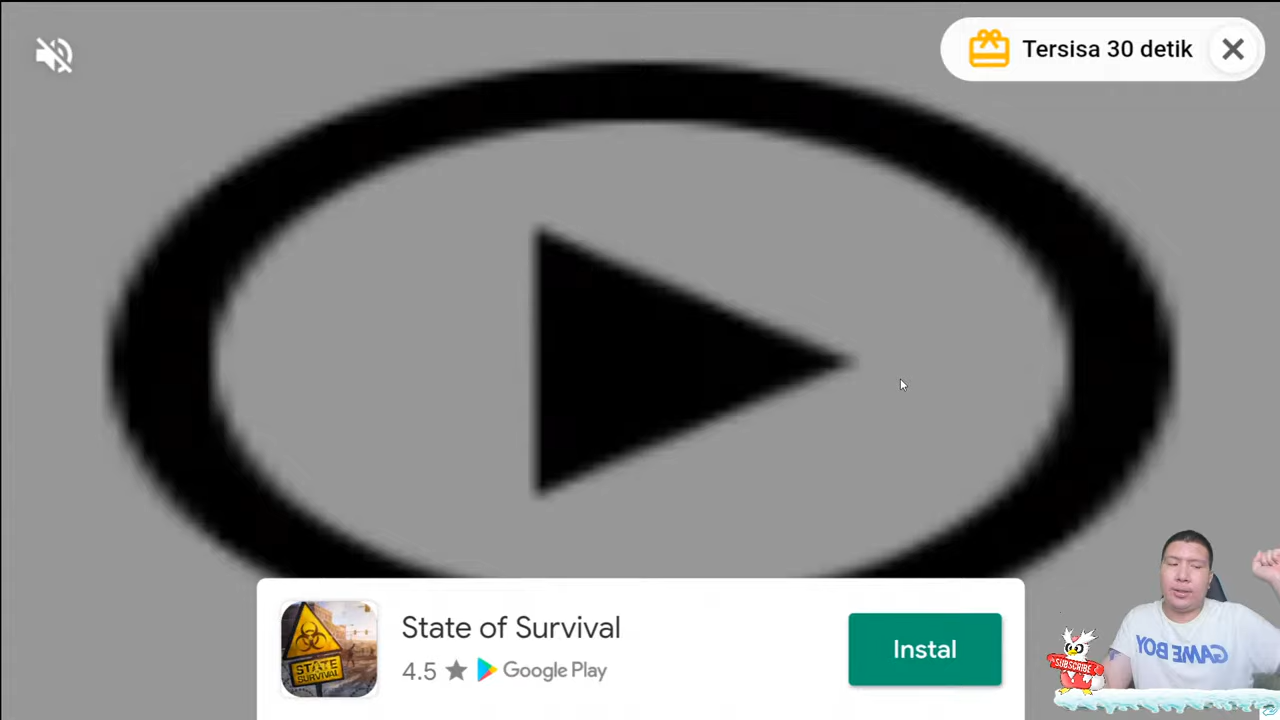 Tersisa 30 detik
State of Survival
4.5 ★ Google Play
Instal
STATE
SURVIVAL
SUBSCRIBE
GAME BOY